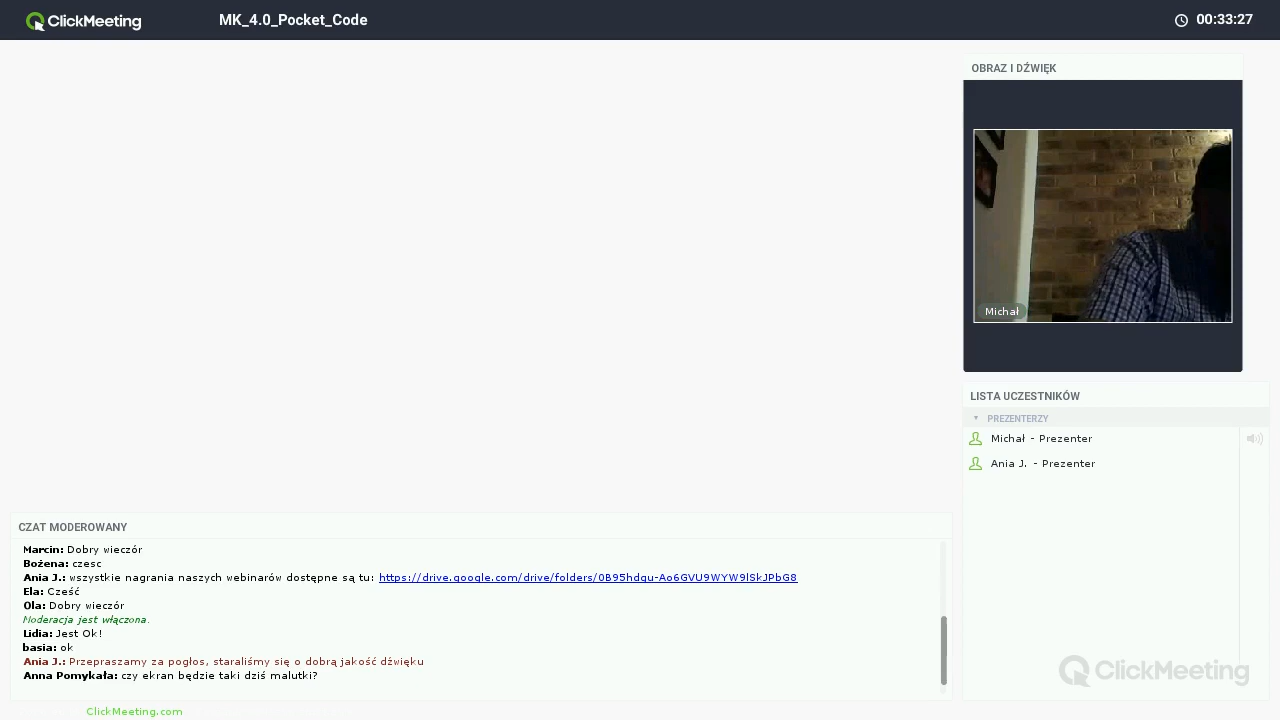 ClickMeeting
MK_4.0_Pocket_Code
00:33:27
OBRAZ I DŹWIĘK
Michał
LISTA UCZESTNIKÓW
PREZENTERZY
Michał - Prezenter
Ania J. - Prezenter
CZAT MODEROWANY
Marcin: Dobry wieczór
Bożena: czesc
Ania J.: wszystkie nagrania naszych webinarów dostępne są tu: https://drive.google.com/drive/folders/0B95hdqu-Ao6GVU9WYW9lSkJPbG8
Ela: Cześć
Ola: Dobry wieczór
Moderacja jest włączona.
Lidia: Jest Ok!
basia: ok
Ania J.: Przepraszamy za pogłos, staraliśmy się o dobrą jakość dźwięku
Anna Pomykała: czy ekran będzie taki dziś malutki?
ClickMeeting
ClickMeeting.com